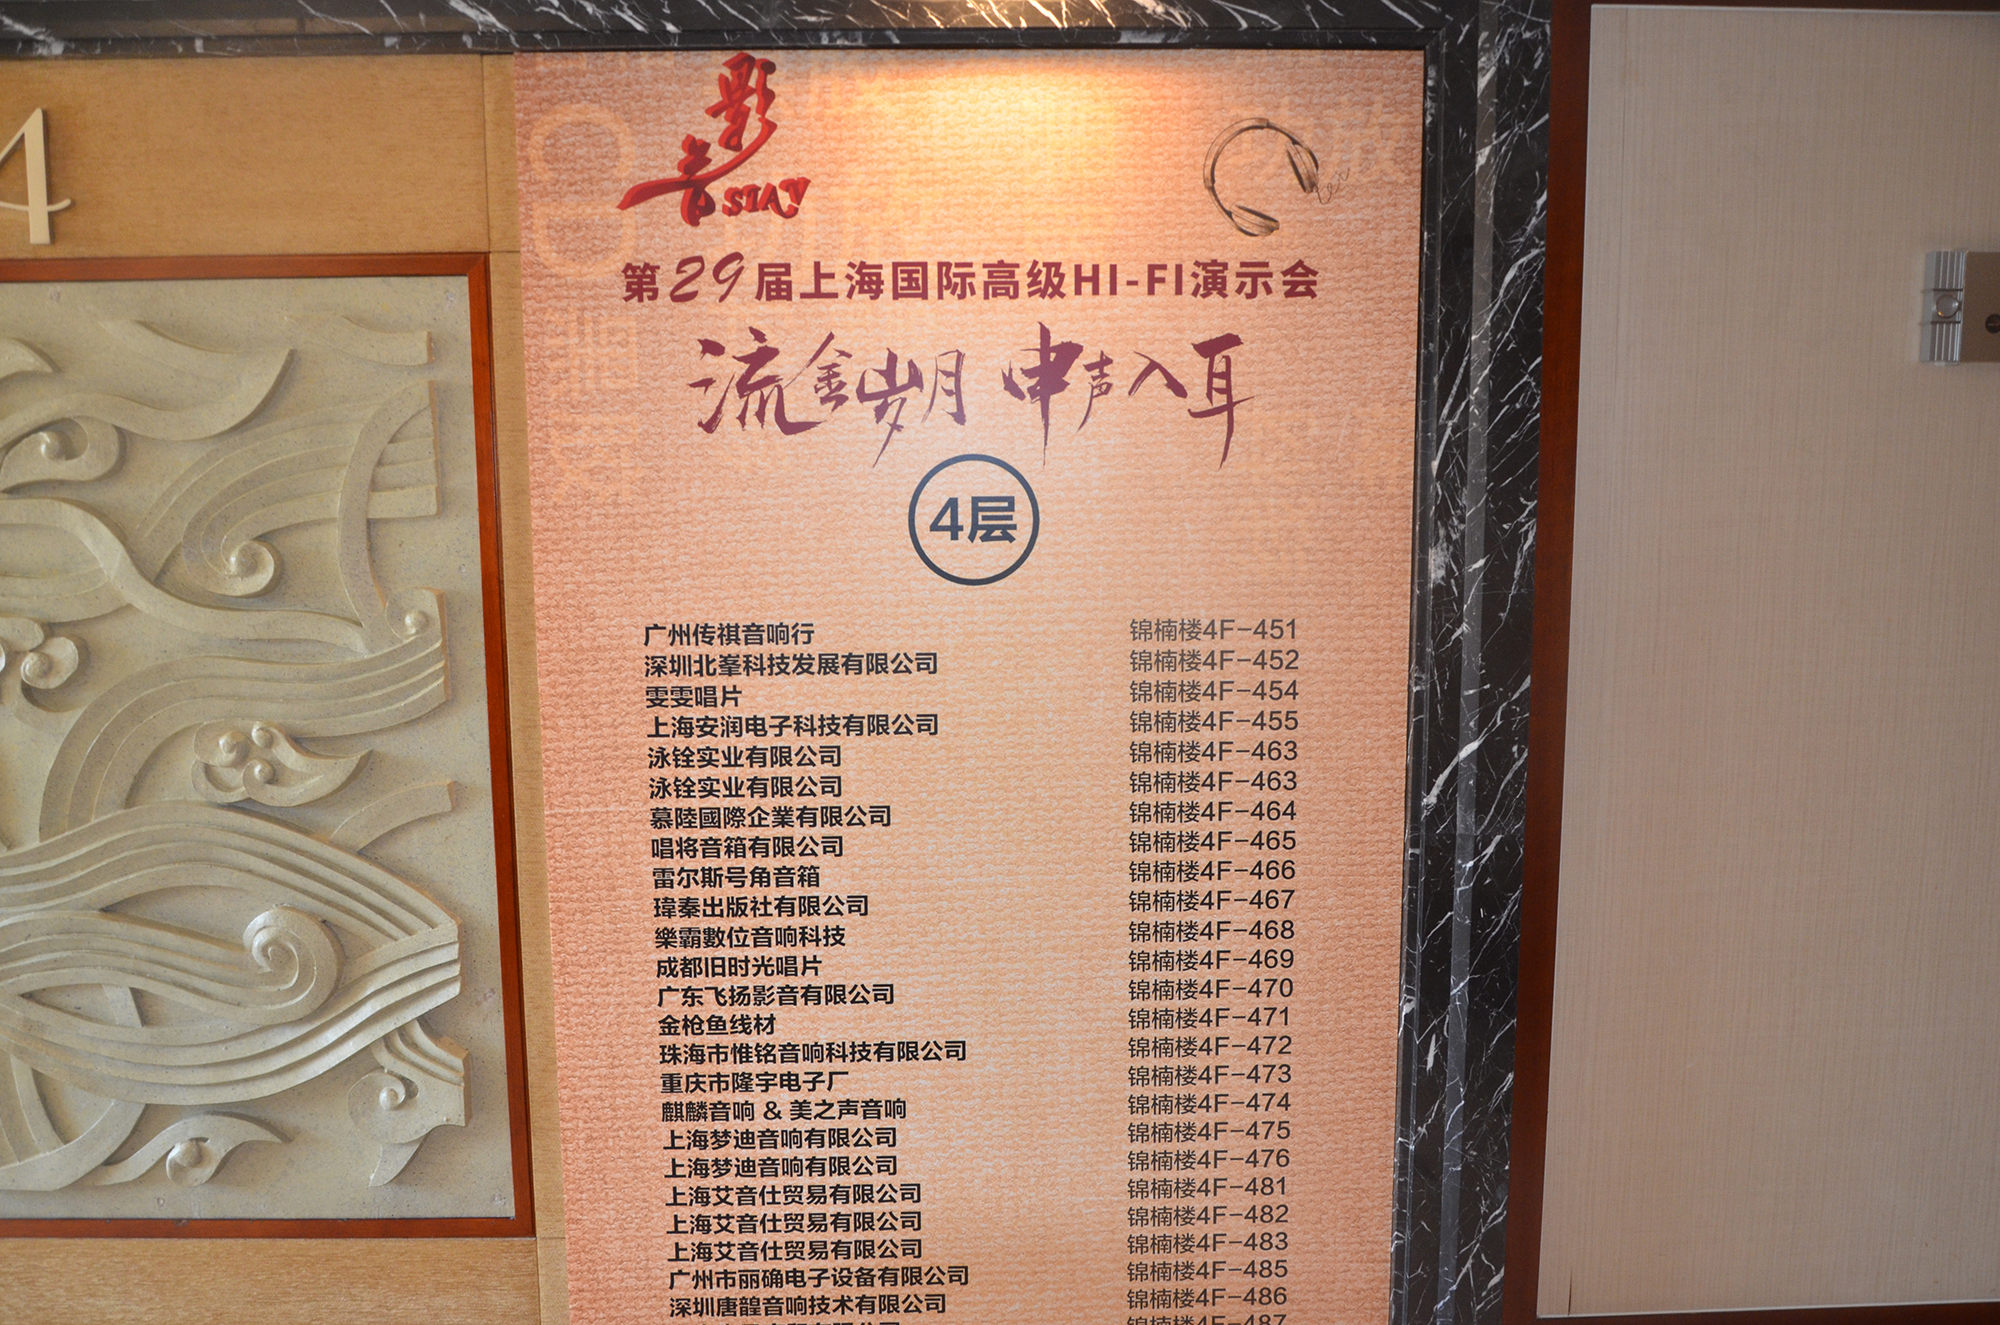 4
影音
SIAV
第29届上海国际高级HI-FI演示会
流金岁月 申声入耳
4层
广州传祺音响行 锦楠楼4F-451
深圳北峯科技发展有限公司 锦楠楼4F-452
雯雯唱片 锦楠楼4F-454
上海安润电子科技有限公司 锦楠楼4F-455
泳铨实业有限公司 锦楠楼4F-463
泳铨实业有限公司 锦楠楼4F-463
慕陸國際企業有限公司 锦楠楼4F-464
唱将音箱有限公司 锦楠楼4F-465
雷尔斯号角音箱 锦楠楼4F-466
瑋秦出版社有限公司 锦楠楼4F-467
樂霸數位音响科技 锦楠楼4F-468
成都旧时光唱片 锦楠楼4F-469
广东飞扬影音有限公司 锦楠楼4F-470
金枪鱼线材 锦楠楼4F-471
珠海市惟铭音响科技有限公司 锦楠楼4F-472
重庆市隆宇电子厂 锦楠楼4F-473
麒麟音响 & 美之声音响 锦楠楼4F-474
上海梦迪音响有限公司 锦楠楼4F-475
上海梦迪音响有限公司 锦楠楼4F-476
上海艾音仕贸易有限公司 锦楠楼4F-481
上海艾音仕贸易有限公司 锦楠楼4F-482
上海艾音仕贸易有限公司 锦楠楼4F-483
广州市丽确电子设备有限公司 锦楠楼4F-485
深圳唐韹音响技术有限公司 锦楠楼4F-486
锦楠楼4F-487